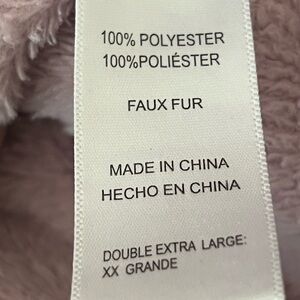 100% POLYESTER
100%POLIÉSTER
FAUX FUR
MADE IN CHINA
HECHO EN CHINA
DOUBLE EXTRA LARGE:
XX GRANDE